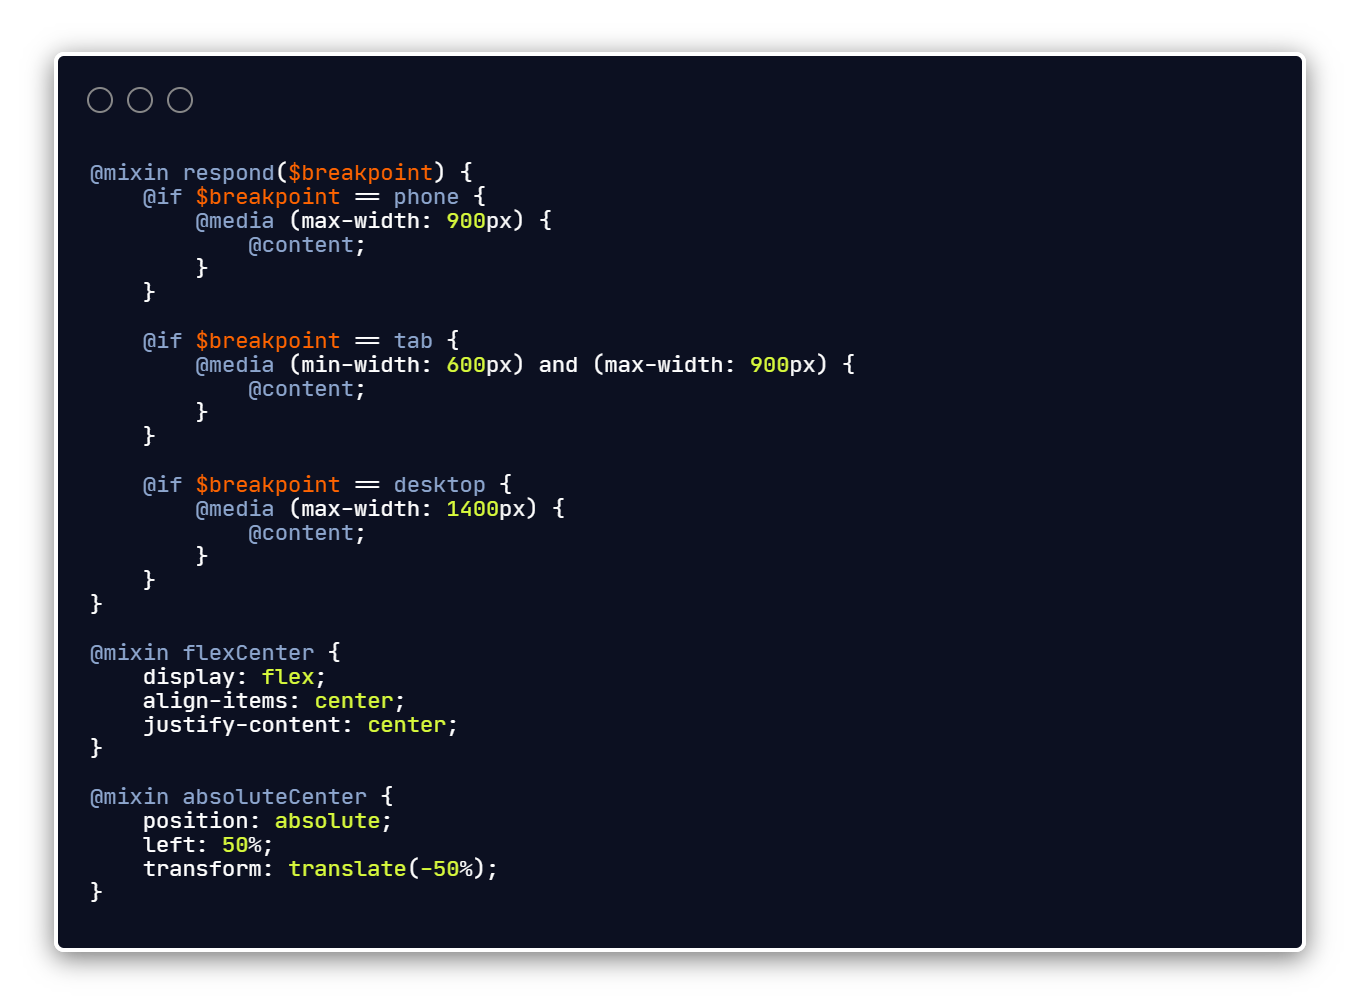 @mixin respond($breakpoint) {
    @if $breakpoint == phone {
        @media (max-width: 900px) {
            @content;
        }
    }

    @if $breakpoint == tab {
        @media (min-width: 600px) and (max-width: 900px) {
            @content;
        }
    }

    @if $breakpoint == desktop {
        @media (max-width: 1400px) {
            @content;
        }
    }
}

@mixin flexCenter {
    display: flex;
    align-items: center;
    justify-content: center;
}

@mixin absoluteCenter {
    position: absolute;
    left: 50%;
    transform: translate(-50%);
}